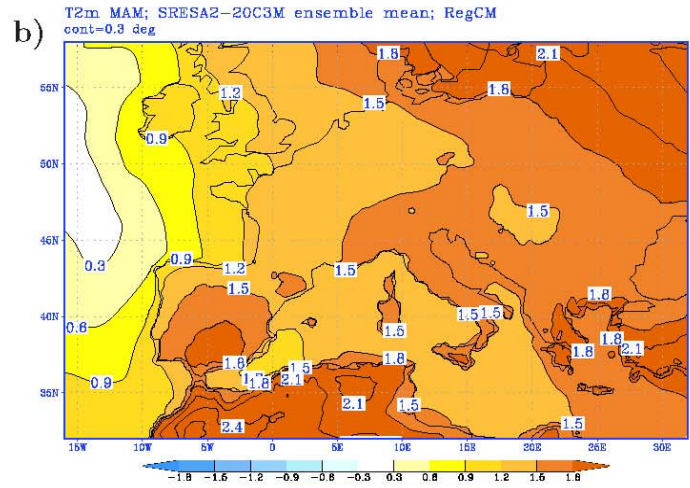 T2m MAM; SRESA2-20C3M ensemble mean; RegCM
cont=0.3 deg
b)
1.8 2.1
55N 1.2 1.8
1.5
0.9
50N
1.5
45N
0.3 0.9 1.2 1.5
1.5 1.8
40N
0.6 1.5 1.5 1.5
1.8 1.8 1.8 2.1
0.9 1.5
35N 1.8 2.1 2.1 1.5
2.4 1.5
15W 10W 5W 0 5E 10E 15E 20E 25E 30E
-1.8 -1.5 -1.2 -0.9 -0.6 -0.3 0.3 0.6 0.9 1.2 1.5 1.8